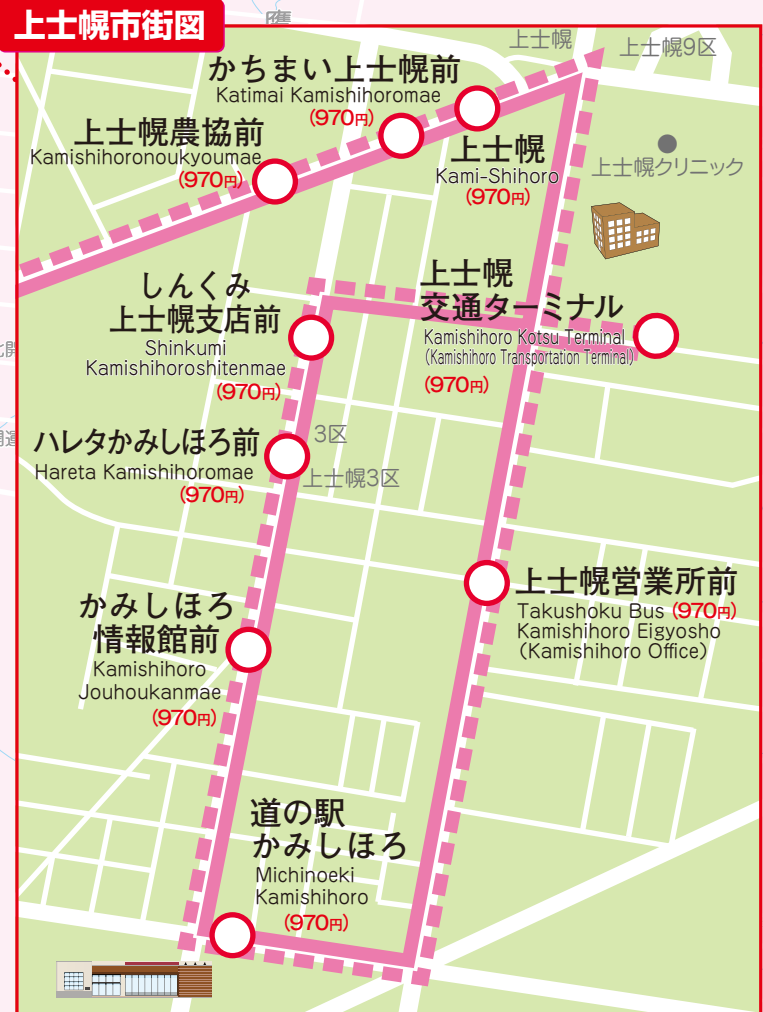 上士幌市街図
上士幌
上士幌9区
かちまい上士幌前
Katimai Kamishihoromae
(970円)
上士幌農協前
Kamishihoronoukyoumae
(970円)
上士幌
Kami-Shihoro
(970円)
上士幌クリニック
しんくみ
上士幌支店前
Shinkumi
Kamishihoroshitenmae
(970円)
上士幌
交通ターミナル
Kamishihoro Kotsu Terminal
(Kamishihoro Transportation Terminal)
(970円)
ハレタかみしほろ前
Hareta Kamishihoromae
(970円)
3区
上士幌3区
上士幌営業所前
Takushoku Bus (970円)
Kamishihoro Eigyosho
(Kamishihoro Office)
かみしほろ
情報館前
Kamishihoro
Jouhoukanmae
(970円)
道の駅
かみしほろ
Michinoeki
Kamishihoro
(970円)